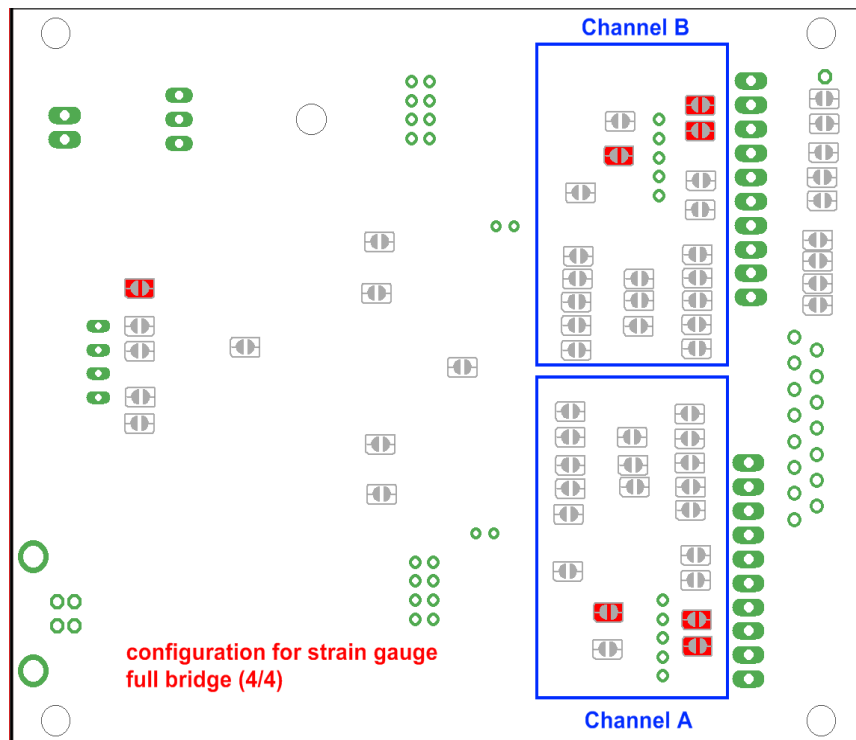 Channel B
configuration for strain gauge
full bridge (4/4)
Channel A